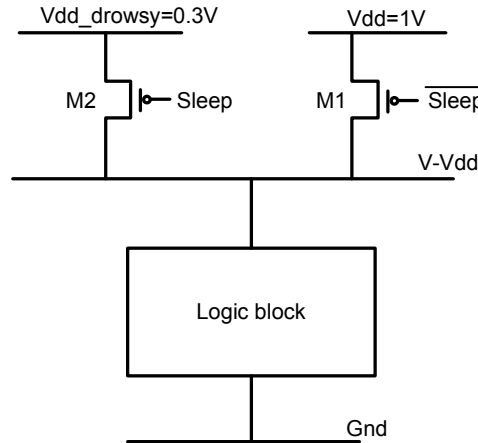 Vdd_drowsy=0.3V
Vdd=1V
M2
Sleep
M1
Sleep
V-Vdd
Logic block
Gnd